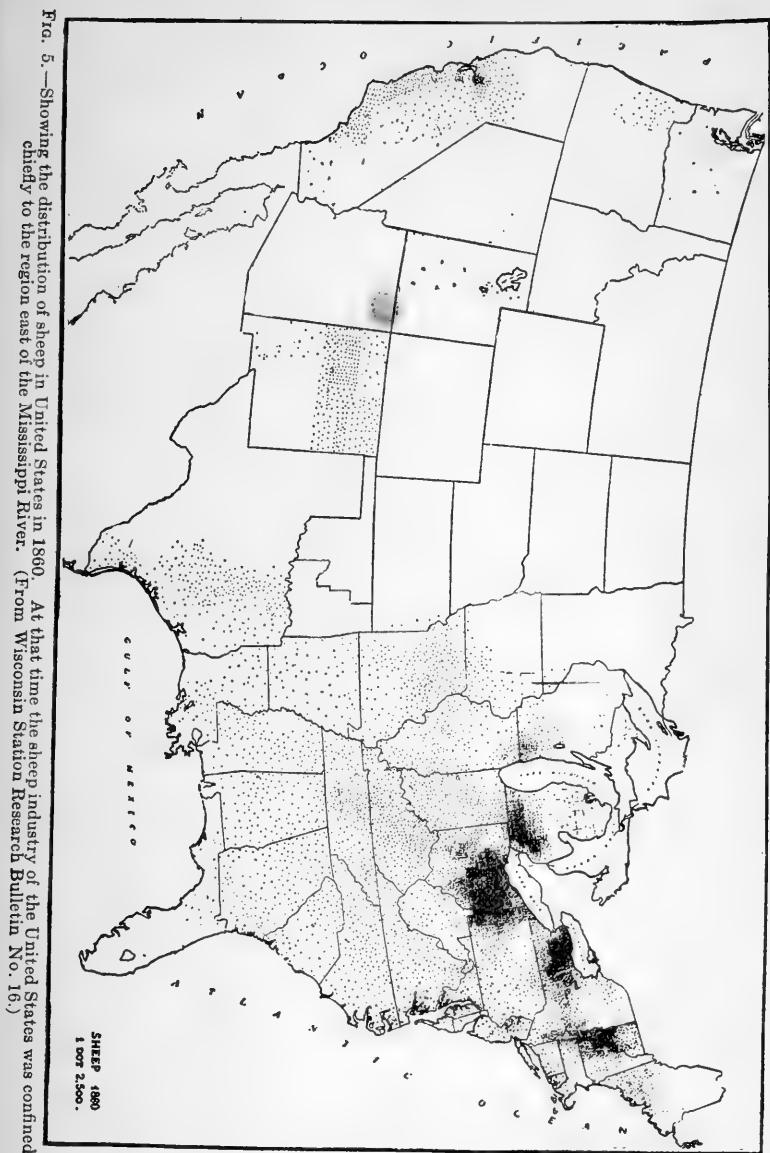 PACIFIC OCEAN
GULF OF MEXICO
ATLANTIC OCEAN
SHEEP 1860
1 DOT 2,500.
FIG. 5.—Showing the distribution of sheep in United States in 1860. At that time the sheep industry of the United States was confined
chiefly to the region east of the Mississippi River. (From Wisconsin Station Research Bulletin No. 16.)